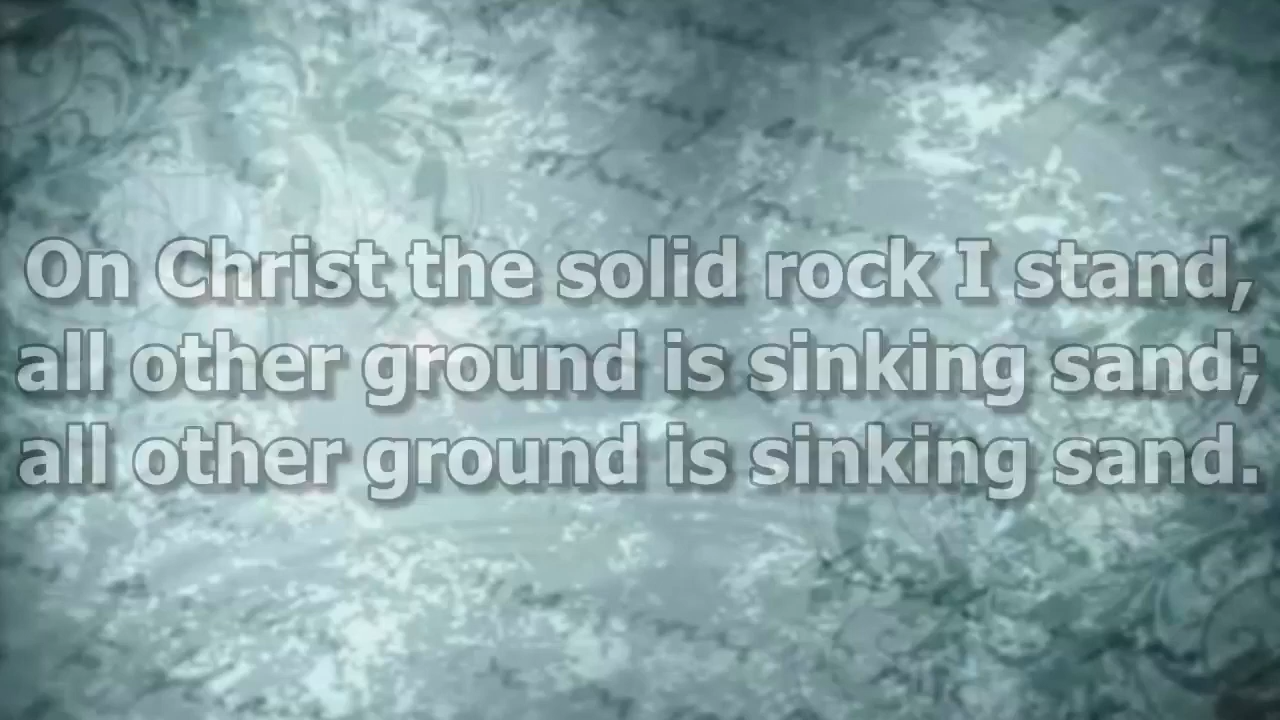 On Christ the solid rock I stand,
all other ground is sinking sand;
all other ground is sinking sand.